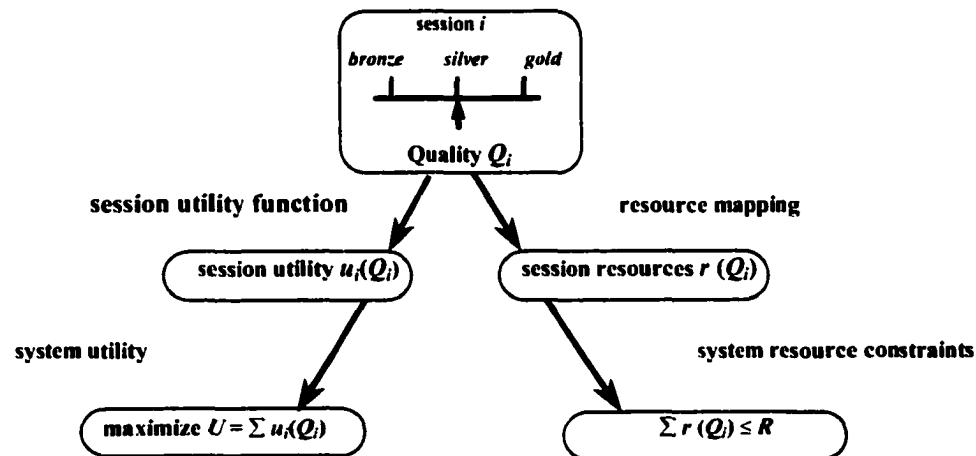 session i
bronze silver gold
Quality Qi
session utility function
resource mapping
session utility ui(Qi)
session resources r (Qi)
system utility
system resource constraints
maximize U = ∑ ui(Qi)
∑ r (Qi) ≤ R